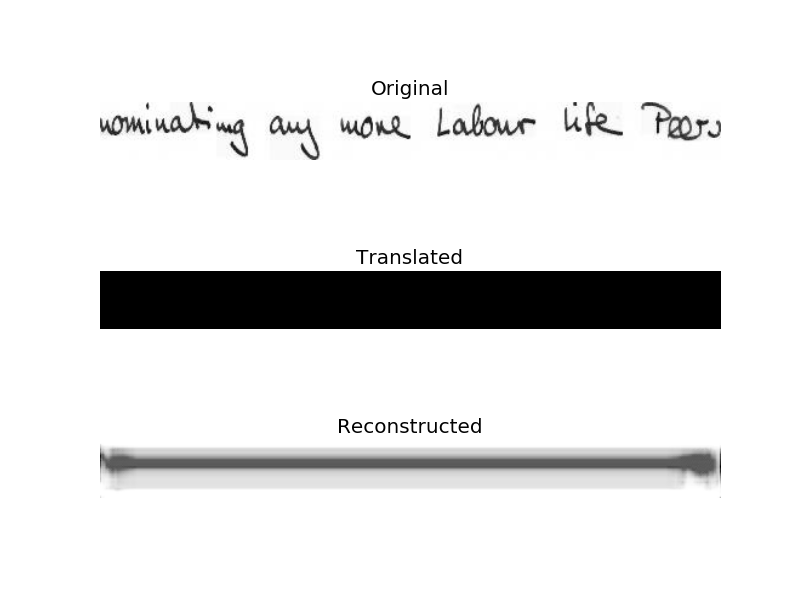 Original
nominating any more Labour life Peers
Translated
Reconstructed